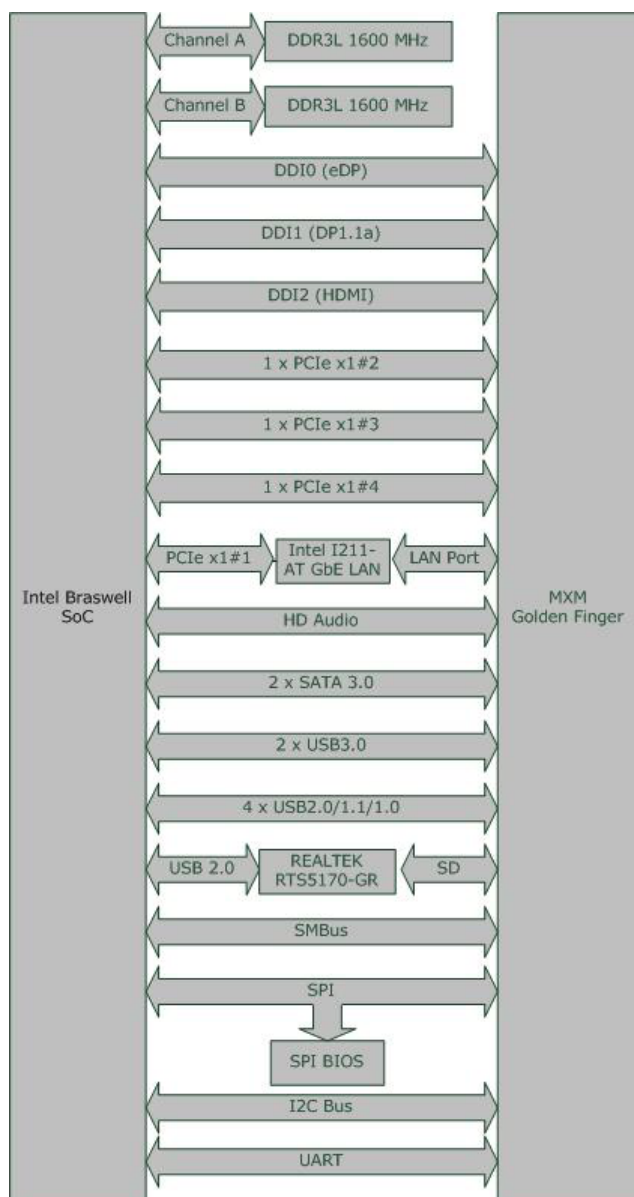 Channel A
DDR3L 1600 MHz
Channel B
DDR3L 1600 MHz
DDI0 (eDP)
DDI1 (DP1.1a)
DDI2 (HDMI)
1 x PCIe x1#2
1 x PCIe x1#3
1 x PCIe x1#4
PCIe x1#1
Intel I211-
AT GbE LAN
LAN Port
Intel Braswell
SoC
MXM
Golden Finger
HD Audio
2 x SATA 3.0
2 x USB3.0
4 x USB2.0/1.1/1.0
USB 2.0
REALTEK
RTS5170-GR
SD
SMBus
SPI
SPI BIOS
I2C Bus
UART